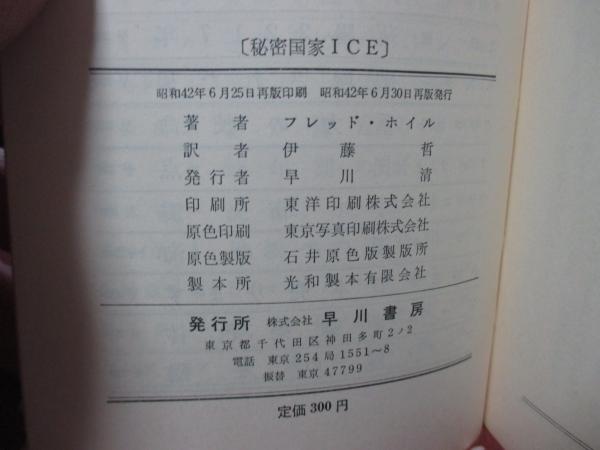 〔秘密国家ICE〕
昭和42年6月25日再版印刷 昭和42年6月30日再版発行
著者 フレッド・ホイル
訳者 伊藤哲
発行者 早川清
印刷所 東洋印刷株式会社
原色印刷 東京写真印刷株式会社
原色製版 石井原色版製版所
製本所 光和製本有限会社
発行所 株式会社 早川書房
東京都千代田区神田多町2ノ2
電話 東京254局1551〜8
振替 東京47799
定価300円